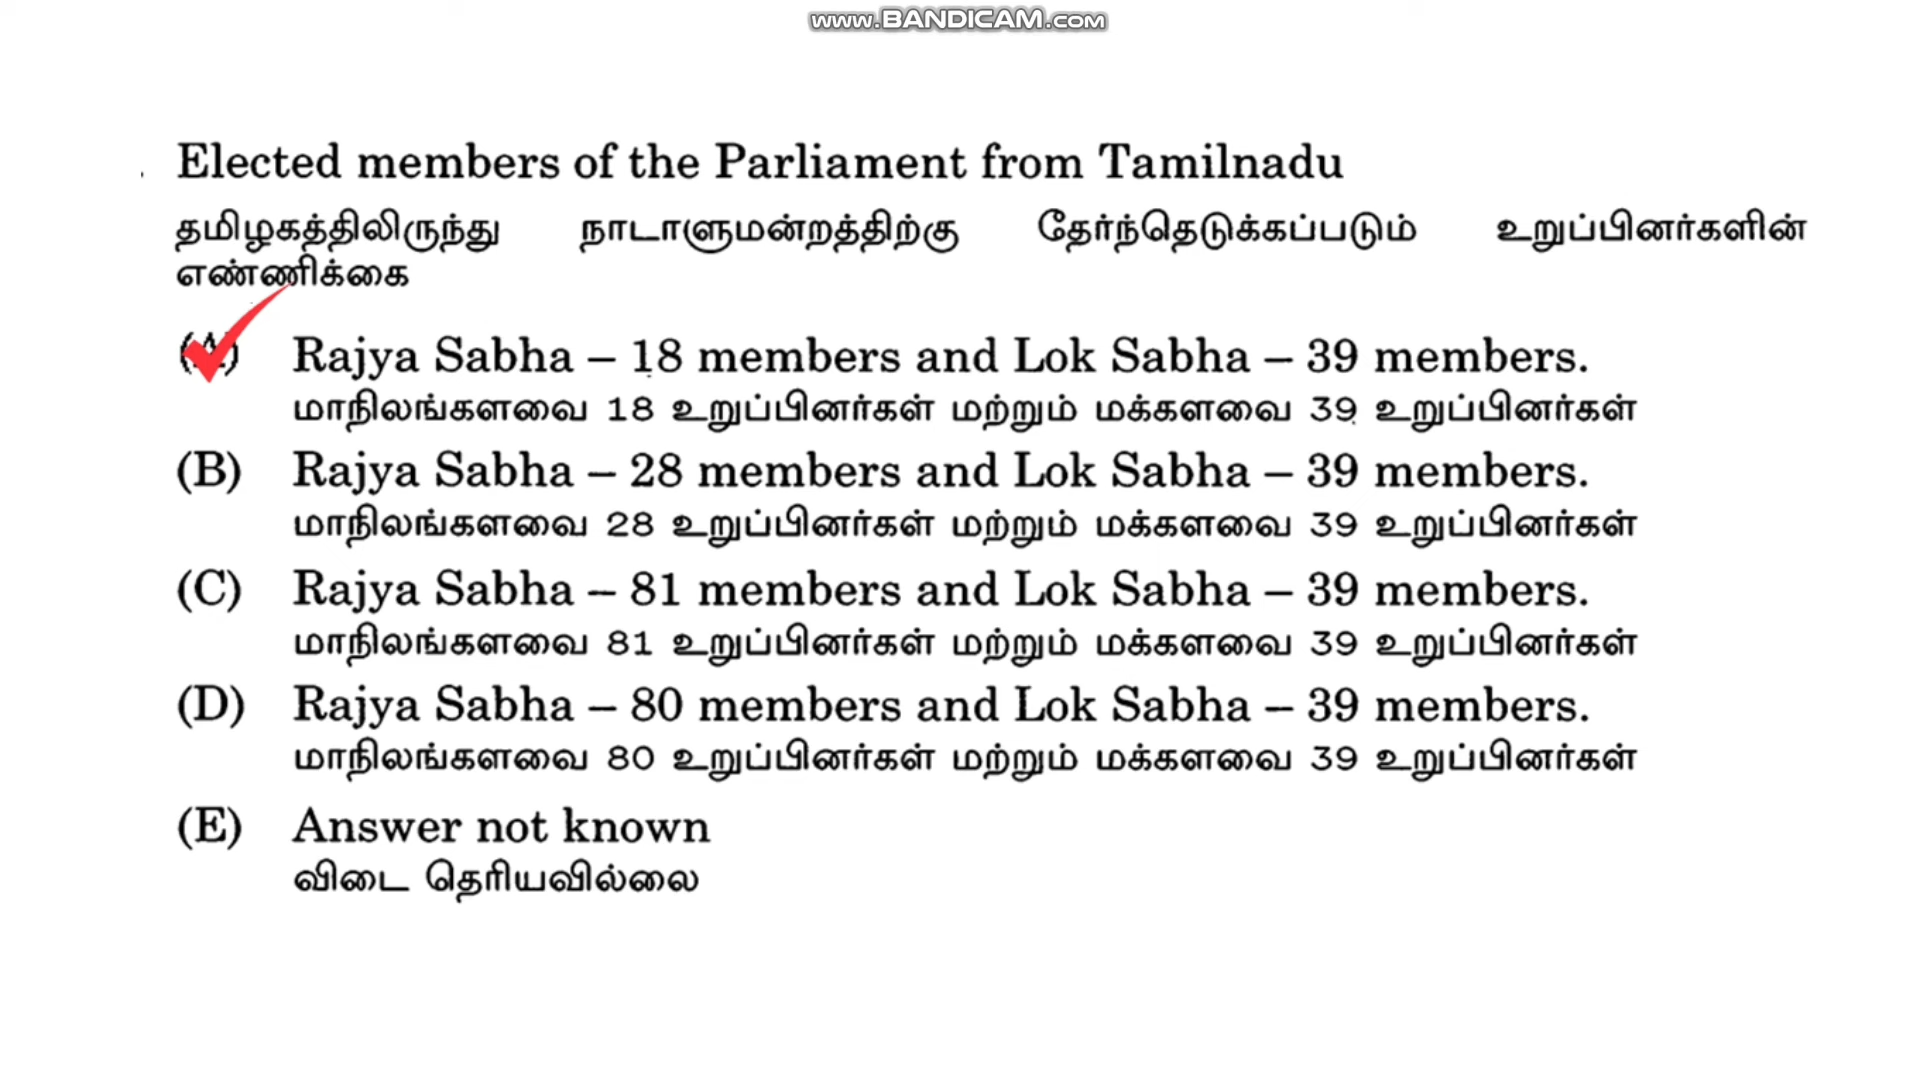 www.BANDICAM.com
Elected members of the Parliament from Tamilnadu
தமிழகத்திலிருந்து நாடாளுமன்றத்திற்கு தேர்ந்தெடுக்கப்படும் உறுப்பினர்களின்
எண்ணிக்கை
(A) Rajya Sabha – 18 members and Lok Sabha – 39 members.
மாநிலங்களவை 18 உறுப்பினர்கள் மற்றும் மக்களவை 39 உறுப்பினர்கள்
(B) Rajya Sabha – 28 members and Lok Sabha – 39 members.
மாநிலங்களவை 28 உறுப்பினர்கள் மற்றும் மக்களவை 39 உறுப்பினர்கள்
(C) Rajya Sabha – 81 members and Lok Sabha – 39 members.
மாநிலங்களவை 81 உறுப்பினர்கள் மற்றும் மக்களவை 39 உறுப்பினர்கள்
(D) Rajya Sabha – 80 members and Lok Sabha – 39 members.
மாநிலங்களவை 80 உறுப்பினர்கள் மற்றும் மக்களவை 39 உறுப்பினர்கள்
(E) Answer not known
விடை தெரியவில்லை